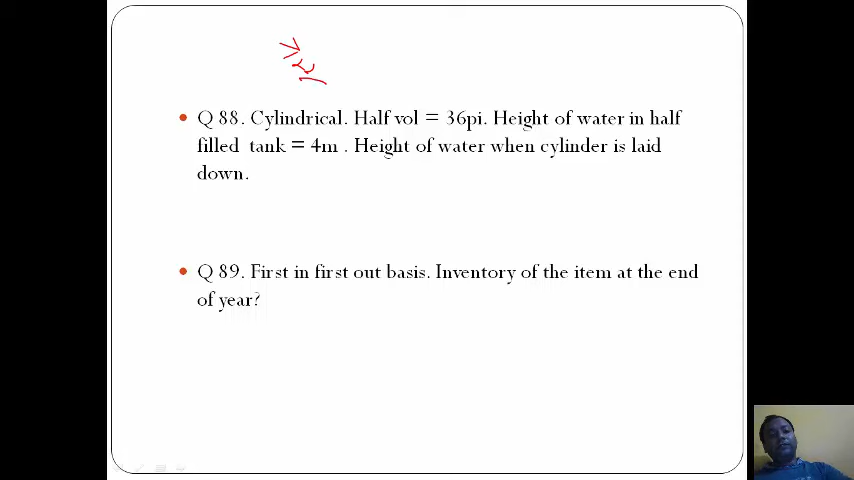 Q 88. Cylindrical. Half vol = 36pi. Height of water in half
filled tank = 4m . Height of water when cylinder is laid
down.
Q 89. First in first out basis. Inventory of the item at the end
of year?